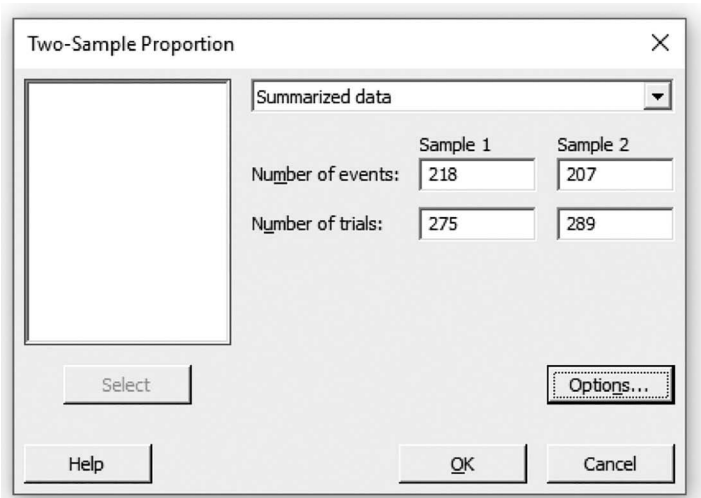 Two-Sample Proportion
Summarized data
Sample 1 Sample 2
Number of events: 218 207
Number of trials: 275 289
Select
Options...
Help OK Cancel